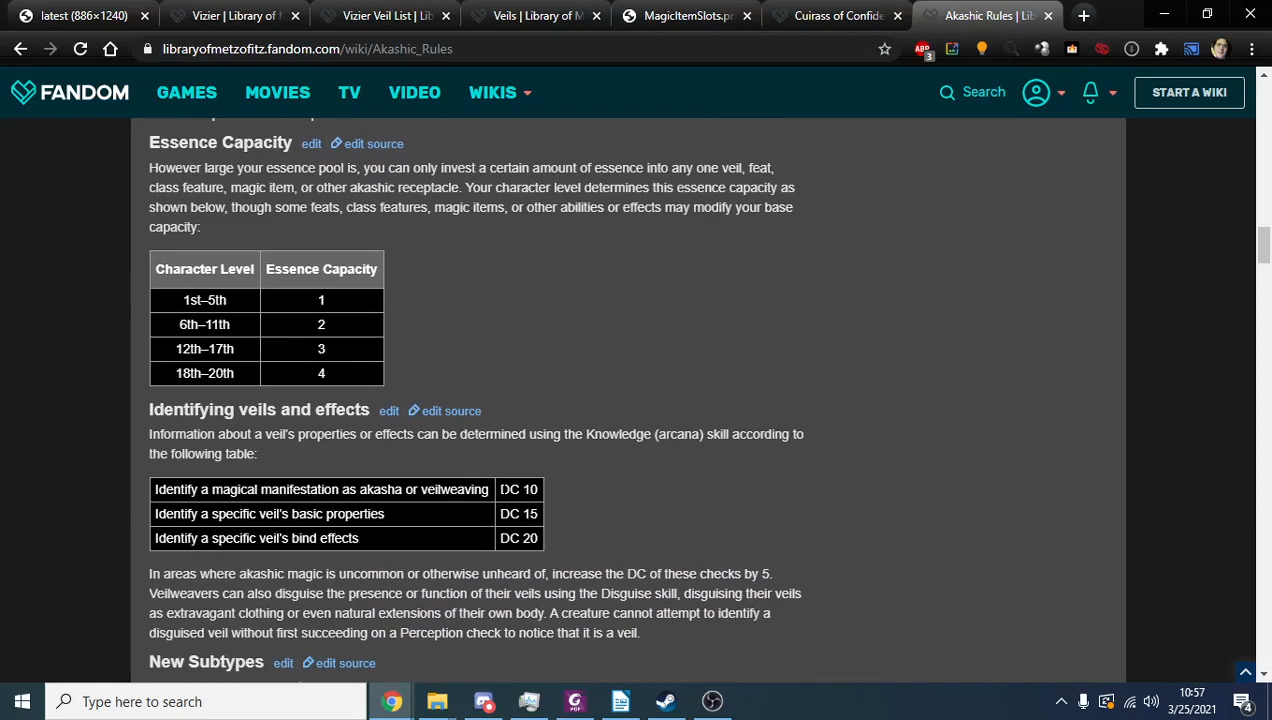 latest (886×1240)
Vizier | Library of M
Vizier Veil List | Lib
Veils | Library of M
MagicItemSlots.pn
Cuirass of Confide
Akashic Rules | Lib
libraryofmetzofitz.fandom.com/wiki/Akashic_Rules
ABP
3
FANDOM
GAMES
MOVIES
TV
VIDEO
WIKIS
Search
START A WIKI
Essence Capacity edit edit source
However large your essence pool is, you can only invest a certain amount of essence into any one veil, feat,
class feature, magic item, or other akashic receptacle. Your character level determines this essence capacity as
shown below, though some feats, class features, magic items, or other abilities or effects may modify your base
capacity:
Character Level Essence Capacity
1st–5th 1
6th–11th 2
12th–17th 3
18th–20th 4
Identifying veils and effects edit edit source
Information about a veil's properties or effects can be determined using the Knowledge (arcana) skill according to
the following table:
Identify a magical manifestation as akasha or veilweaving DC 10
Identify a specific veil's basic properties DC 15
Identify a specific veil's bind effects DC 20
In areas where akashic magic is uncommon or otherwise unheard of, increase the DC of these checks by 5.
Veilweavers can also disguise the presence or function of their veils using the Disguise skill, disguising their veils
as extravagant clothing or even natural extensions of their own body. A creature cannot attempt to identify a
disguised veil without first succeeding on a Perception check to notice that it is a veil.
New Subtypes edit edit source
Type here to search
PDF
10:57
3/25/2021
4